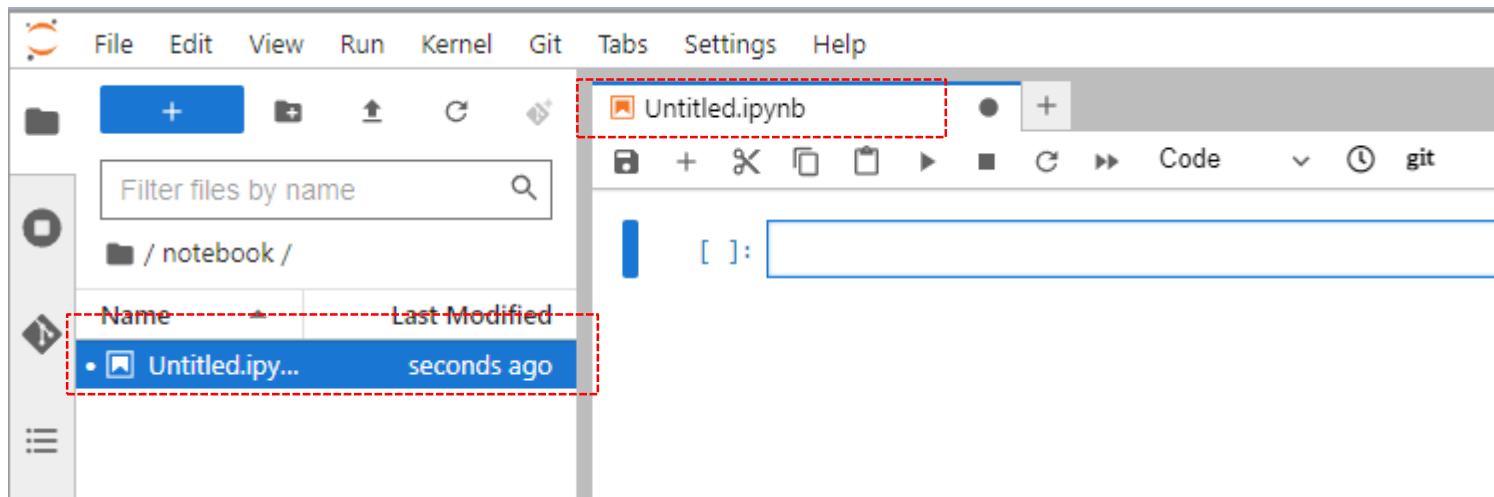 File Edit View Run Kernel Git Tabs Settings Help
Untitled.ipynb
Code git
Filter files by name
/ notebook /
[ ]:
Name Last Modified
Untitled.ipy... seconds ago